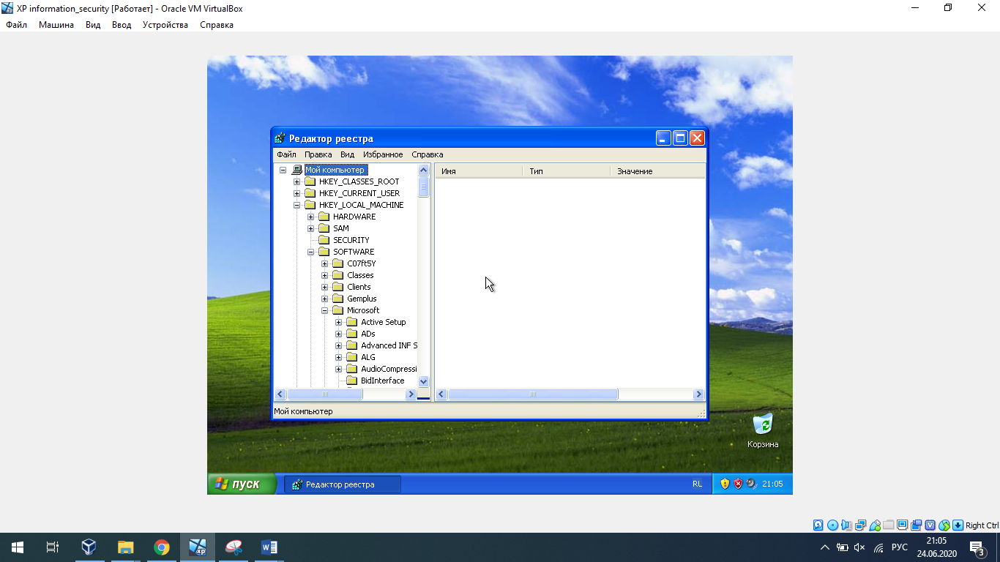 XP information_security [Работает] - Oracle VM VirtualBox
Файл Машина Вид Ввод Устройства Справка
Редактор реестра
Файл Правка Вид Избранное Справка
Мой компьютер
HKEY_CLASSES_ROOT
HKEY_CURRENT_USER
HKEY_LOCAL_MACHINE
HARDWARE
SAM
SECURITY
SOFTWARE
C07ft5Y
Classes
Clients
Gemplus
Microsoft
Active Setup
ADs
Advanced INF S
ALG
AudioCompressi
BidInterface
Имя Тип Значение
Мой компьютер
Корзина
пуск Редактор реестра RL 21:05
Right Ctrl
xp W РУС 21:05
24.06.2020
3